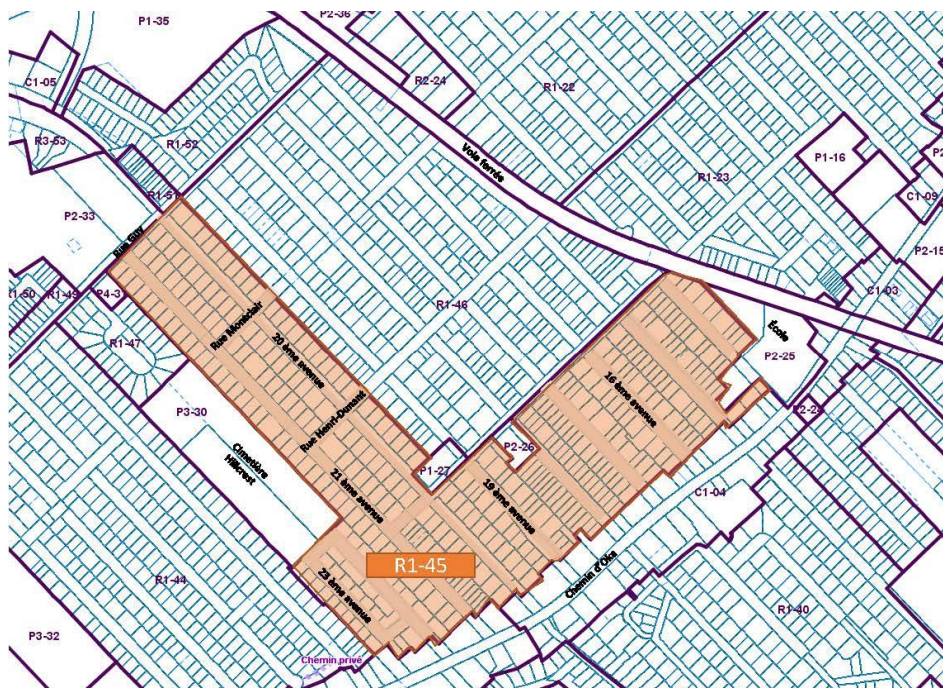 P1-35
P2-36
C1-05
R2-24
R1-22
R3-53
R1-52
Voie ferrée
P1-16
R1-23
C1-09
R1-51
P2-33
Rue Guy
P2-15
R1-49
P4-3
C1-03
R1-46
R1-47
Rue Montclair
20 ème avenue
École
P2-25
16 ème avenue
P3-30
Rue Henri-Dunant
P2-26
Cimetière
Hillcrest
P1-27
21 ème avenue
19 ème avenue
C1-04
R1-45
Chemin d'Oka
R1-44
23 ème avenue
R1-40
P3-32
Chemin privé